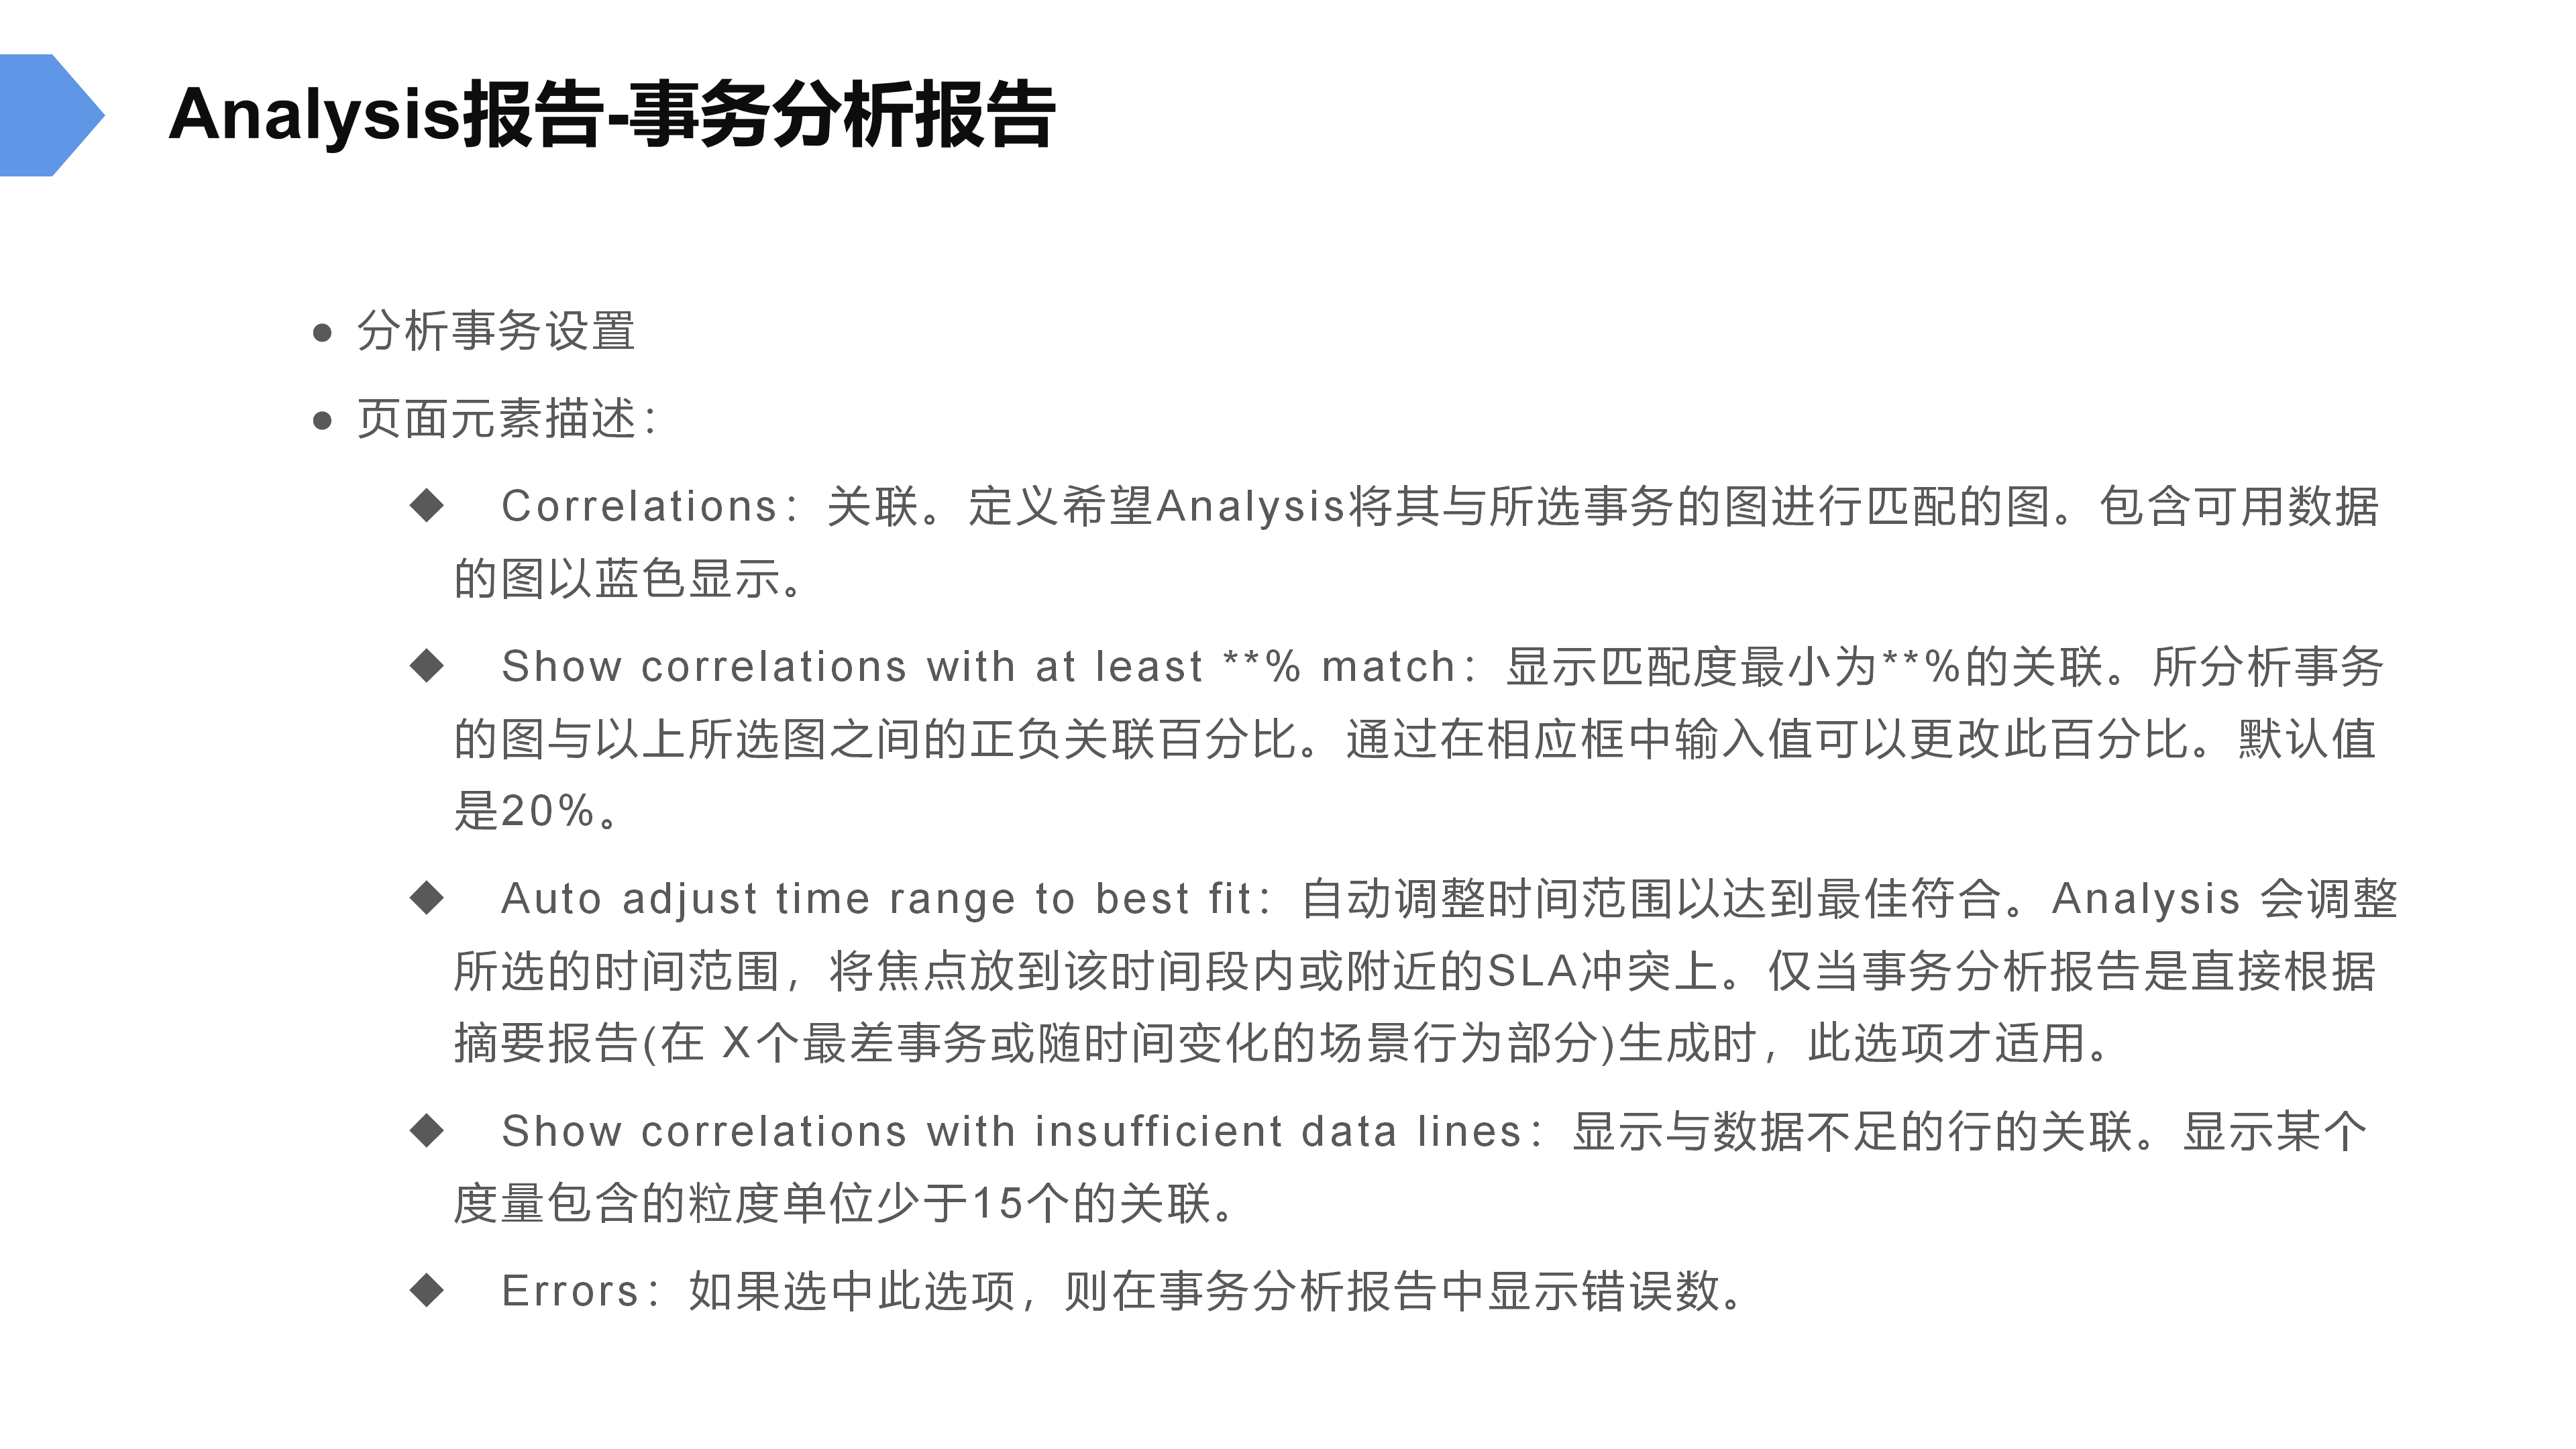 Analysis报告-事务分析报告
● 分析事务设置
● 页面元素描述：
◆ Correlations：关联。定义希望Analysis将其与所选事务的图进行匹配的图。包含可用数据
的图以蓝色显示。
◆ Show correlations with at least **% match：显示匹配度最小为**%的关联。所分析事务
的图与以上所选图之间的正负关联百分比。通过在相应框中输入值可以更改此百分比。默认值
是20%。
◆ Auto adjust time range to best fit：自动调整时间范围以达到最佳符合。Analysis 会调整
所选的时间范围，将焦点放到该时间段内或附近的SLA冲突上。仅当事务分析报告是直接根据
摘要报告(在 X个最差事务或随时间变化的场景行为部分)生成时，此选项才适用。
◆ Show correlations with insufficient data lines：显示与数据不足的行的关联。显示某个
度量包含的粒度单位少于15个的关联。
◆ Errors：如果选中此选项，则在事务分析报告中显示错误数。